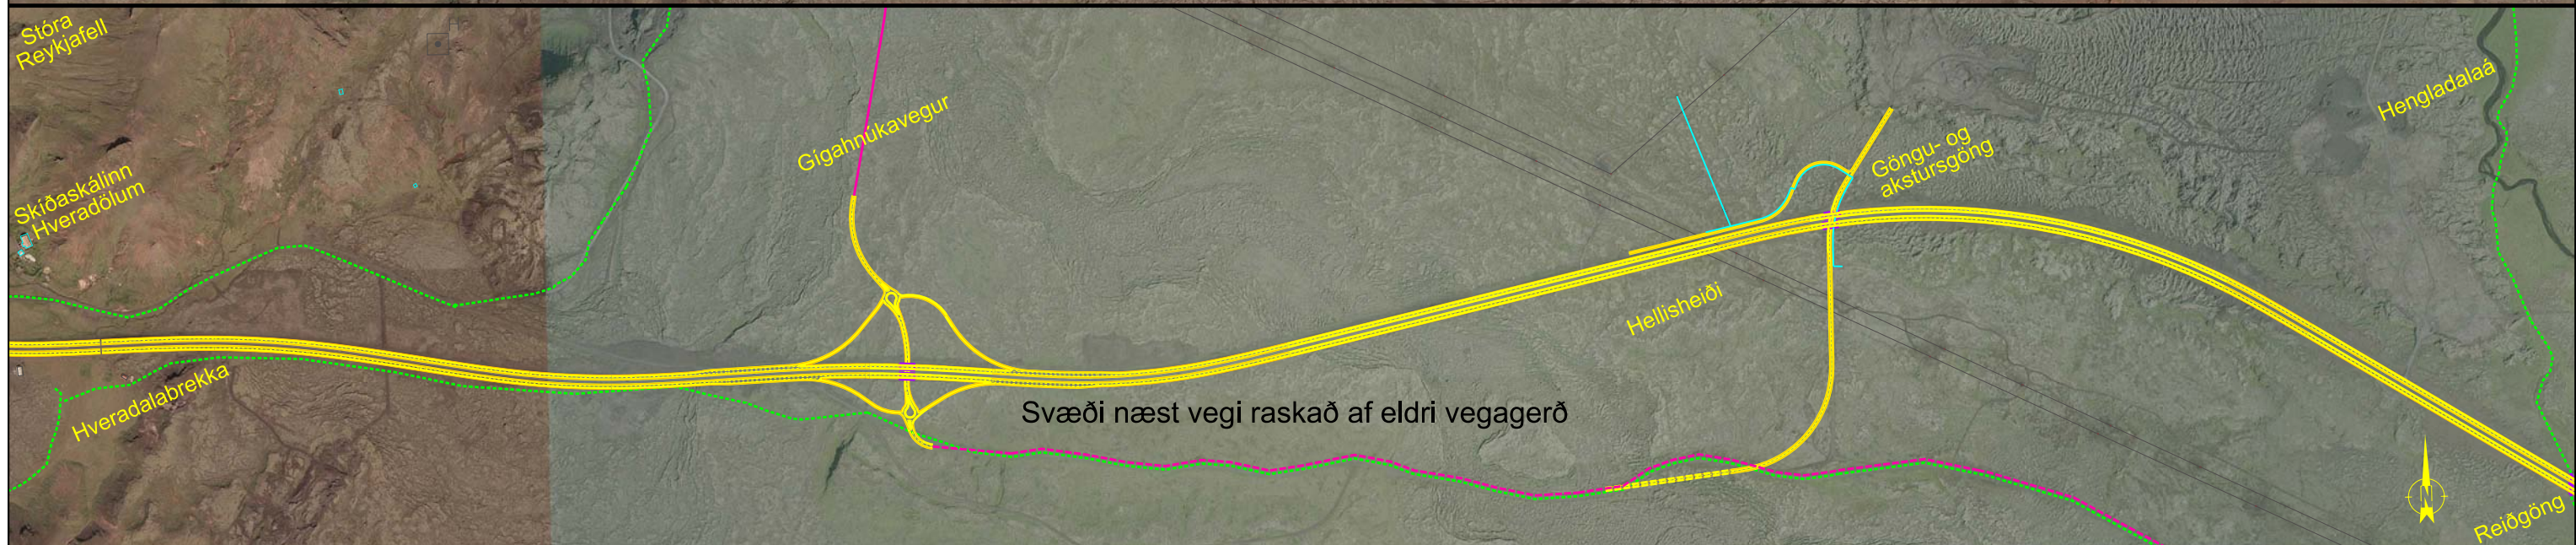 Stóra
Reykjafell
Skíðaskálinn
Hveradölum
Hveradalabrekka
Gígahnúkavegur
Svæði næst vegi raskað af eldri vegagerð
Hellisheiði
Göngu- og
akstursgöng
Hengladalaá
N
Reiðgöng